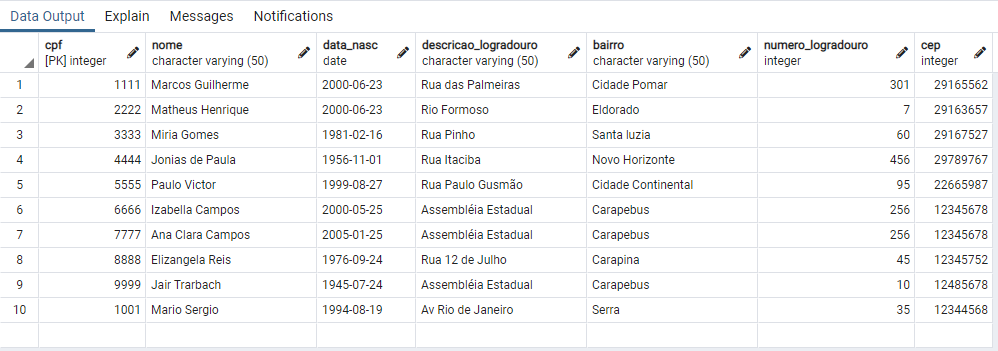 Data Output Explain Messages Notifications
cpf nome data_nasc descricao_logradouro bairro numero_logradouro cep
[PK] integer character varying (50) date character varying (50) character varying (50) integer integer
1 1111 Marcos Guilherme 2000-06-23 Rua das Palmeiras Cidade Pomar 301 29165562
2 2222 Matheus Henrique 2000-06-23 Rio Formoso Eldorado 7 29163657
3 3333 Miria Gomes 1981-02-16 Rua Pinho Santa luzia 60 29167527
4 4444 Jonias de Paula 1956-11-01 Rua Itaciba Novo Horizonte 456 29789767
5 5555 Paulo Victor 1999-08-27 Rua Paulo Gusmão Cidade Continental 95 22665987
6 6666 Izabella Campos 2000-05-25 Assembléia Estadual Carapebus 256 12345678
7 7777 Ana Clara Campos 2005-01-25 Assembléia Estadual Carapebus 256 12345678
8 8888 Elizangela Reis 1976-09-24 Rua 12 de Julho Carapina 45 12345752
9 9999 Jair Trarbach 1945-07-24 Assembléia Estadual Carapebus 10 12485678
10 1001 Mario Sergio 1994-08-19 Av Rio de Janeiro Serra 35 12344568